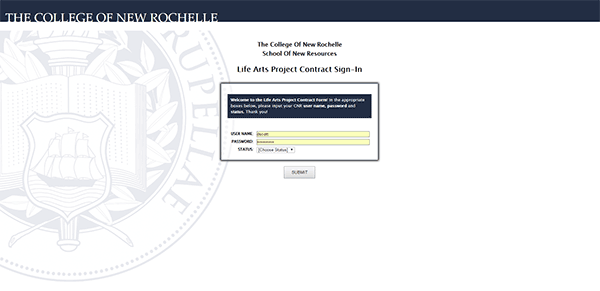 THE COLLEGE OF NEW ROCHELLE
The College Of New Rochelle
School Of New Resources
Life Arts Project Contract Sign-In
Welcome to the Life Arts Project Contract Form! In the appropriate
boxes below, please input your CNR user name, password and
status. Thank you!
USER NAME:
PASSWORD:
STATUS: [Choose Status]
SUBMIT
RUPELLAE